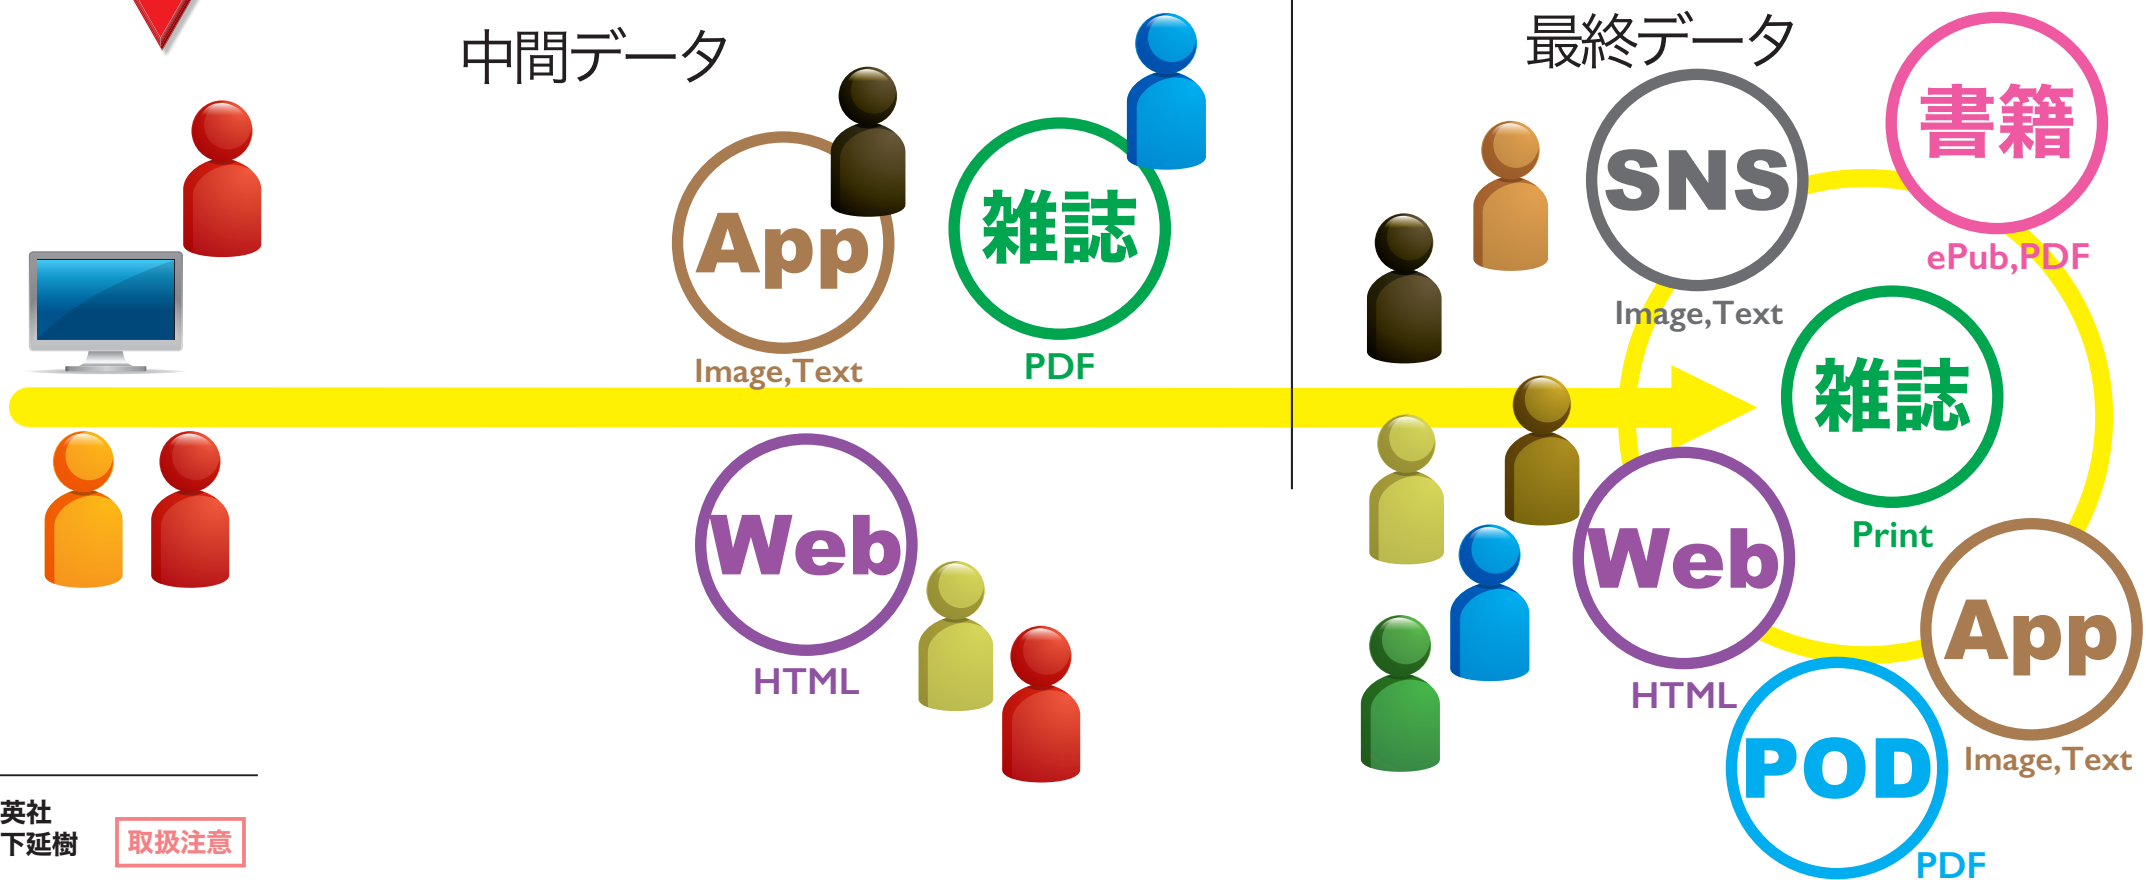 中間データ
App
Image,Text
雑誌
PDF
Web
HTML
最終データ
SNS
Image,Text
書籍
ePub,PDF
雑誌
Print
Web
HTML
App
Image,Text
POD
PDF
英社
下延樹
取扱注意